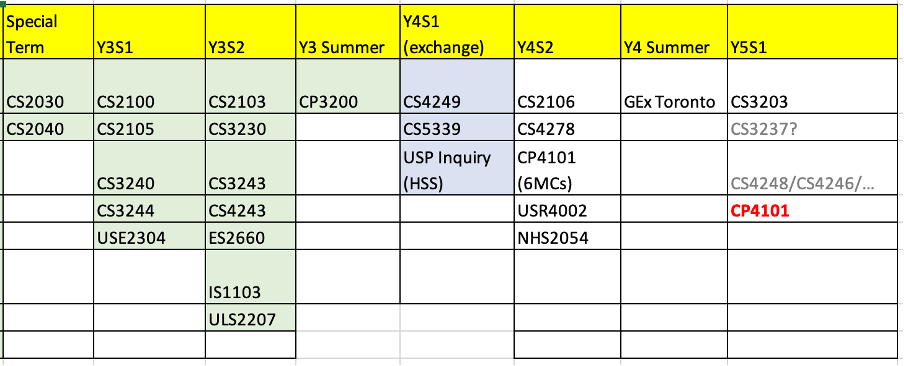 Special
Term Y3S1 Y3S2 Y3 Summer Y4S1
(exchange) Y4S2 Y4 Summer Y5S1
CS2030 CS2100 CS2103 CP3200 CS4249 CS2106 GEx Toronto CS3203
CS2040 CS2105 CS3230 CS5339 CS4278 CS3237?
CS3240 CS3243 USP Inquiry
(HSS) CP4101
(6MCs) CS4248/CS4246/...
CS3244 CS4243 USR4002 CP4101
USE2304 ES2660 NHS2054
IS1103
ULS2207